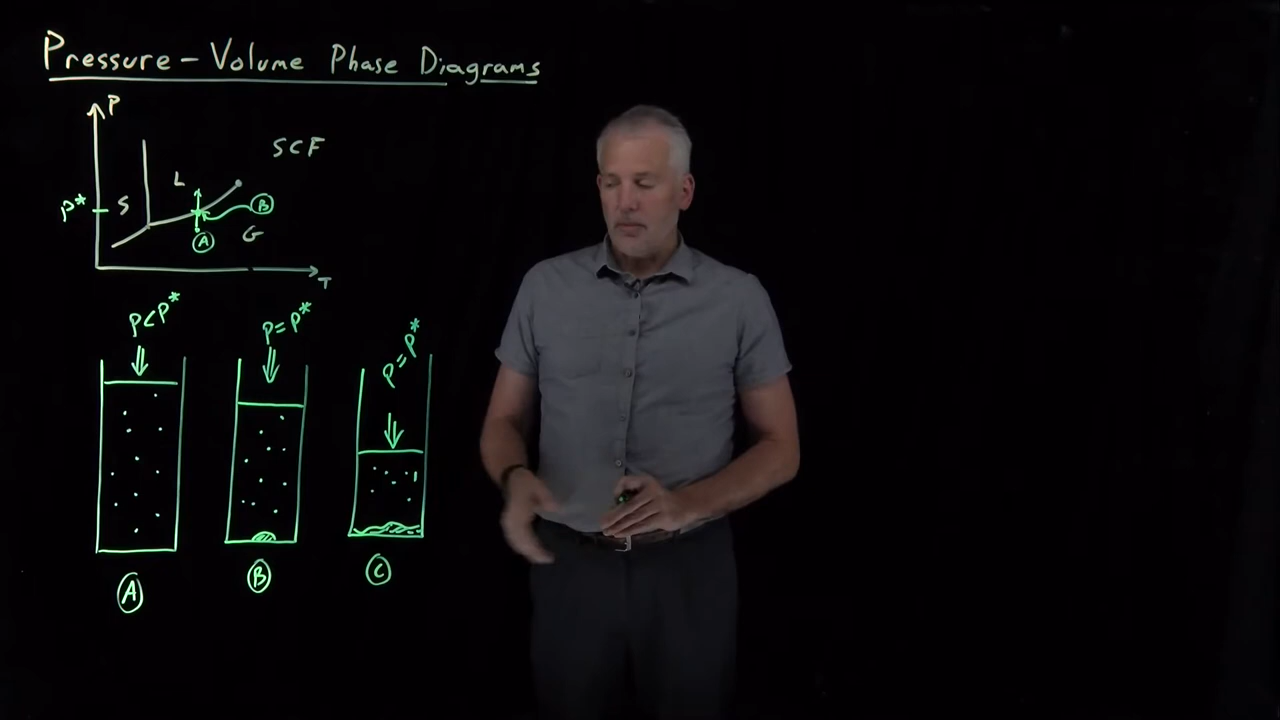 Pressure - Volume Phase Diagrams
P
SCF
L
P* S B
A G
T
P<P* P=P* P=P*
A B C